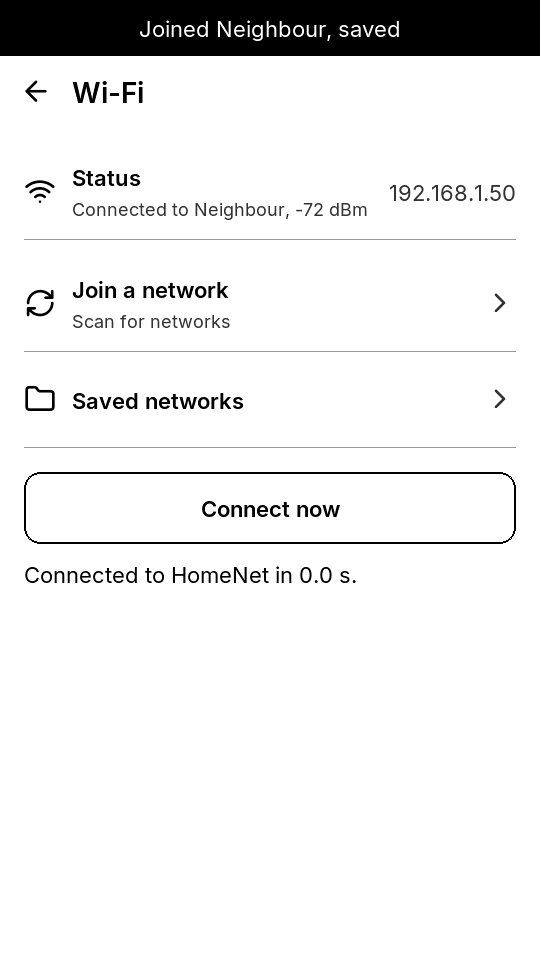 Joined Neighbour, saved
Wi-Fi
Status
Connected to Neighbour, -72 dBm
192.168.1.50
Join a network
Scan for networks
Saved networks
Connect now
Connected to HomeNet in 0.0 s.